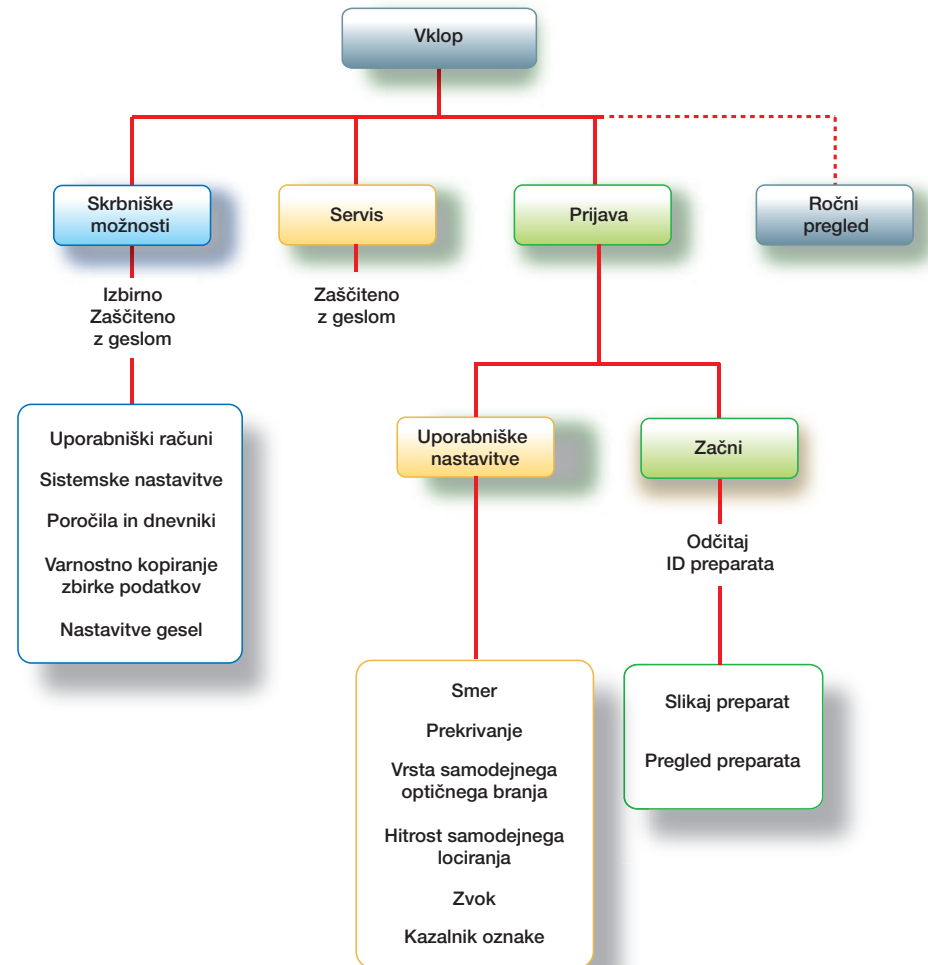 Vklop
Skrbniške
možnosti
Servis
Prijava
Ročni
pregled
Izbirno
Zaščiteno
z geslom
Zaščiteno
z geslom
Uporabniški računi
Sistemske nastavitve
Poročila in dnevniki
Varnostno kopiranje
zbirke podatkov
Nastavitve gesel
Uporabniške
nastavitve
Začni
Odčitaj
ID preparata
Smer
Prekrivanje
Vrsta samodejnega
optičnega branja
Hitrost samodejnega
lociranja
Zvok
Kazalnik oznake
Slikaj preparat
Pregled preparata